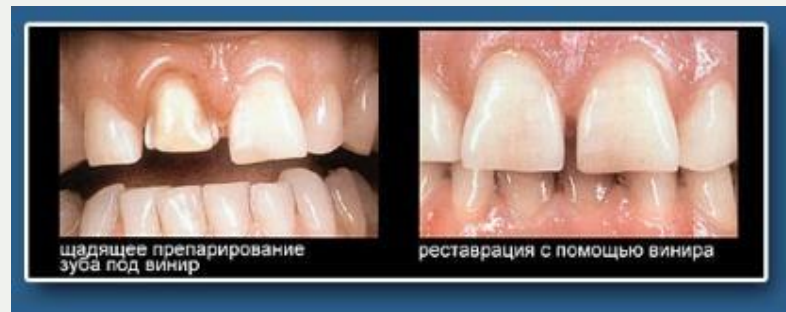 щадящее препарирование
зуба под винир
реставрация с помощью винира